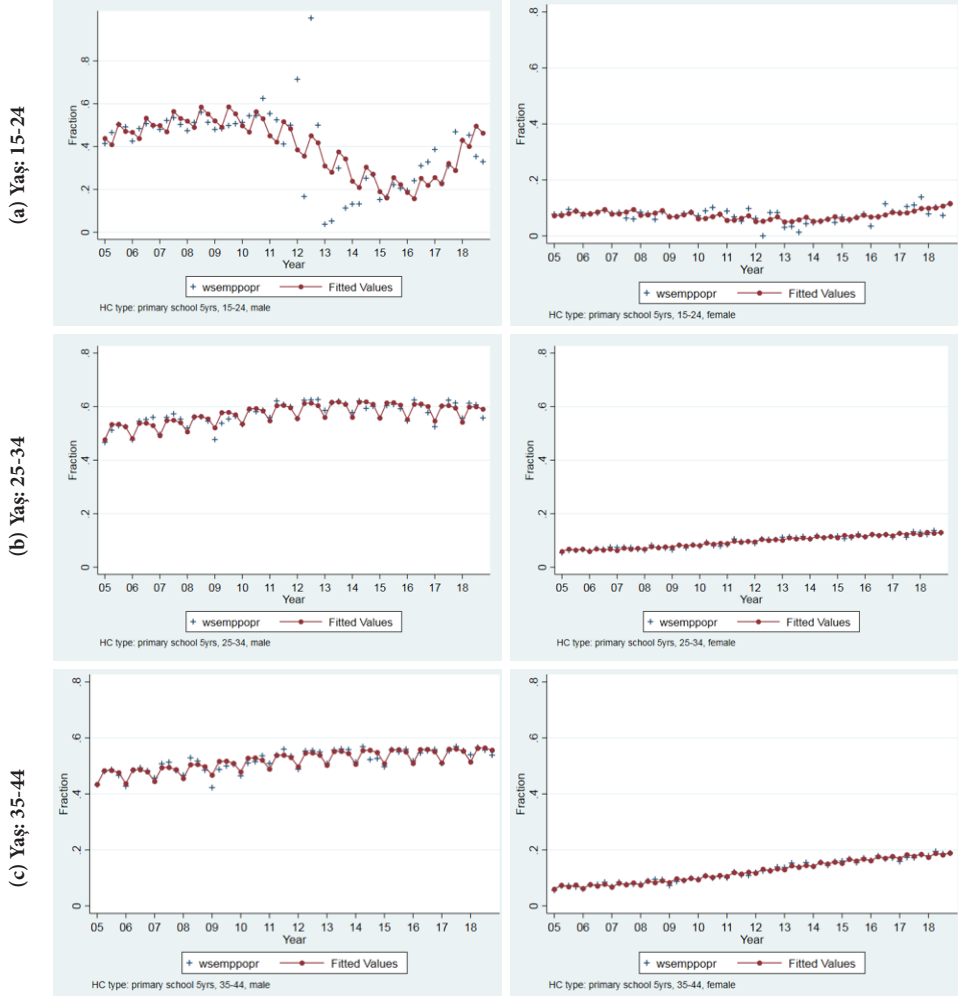 (a) Yaş: 15-24
Fraction
.8
.6
.4
.2
0
05 06 07 08 09 10 11 12 13 14 15 16 17 18
Year
wsemppopr Fitted Values
HC type: primary school 5yrs, 15-24, male
Fraction
.8
.6
.4
.2
0
05 06 07 08 09 10 11 12 13 14 15 16 17 18
Year
wsemppopr Fitted Values
HC type: primary school 5yrs, 15-24, female
(b) Yaş: 25-34
Fraction
.8
.6
.4
.2
0
05 06 07 08 09 10 11 12 13 14 15 16 17 18
Year
wsemppopr Fitted Values
HC type: primary school 5yrs, 25-34, male
Fraction
.8
.6
.4
.2
0
05 06 07 08 09 10 11 12 13 14 15 16 17 18
Year
wsemppopr Fitted Values
HC type: primary school 5yrs, 25-34, female
(c) Yaş: 35-44
Fraction
.8
.6
.4
.2
0
05 06 07 08 09 10 11 12 13 14 15 16 17 18
Year
wsemppopr Fitted Values
HC type: primary school 5yrs, 35-44, male
Fraction
.8
.6
.4
.2
0
05 06 07 08 09 10 11 12 13 14 15 16 17 18
Year
wsemppopr Fitted Values
HC type: primary school 5yrs, 35-44, female